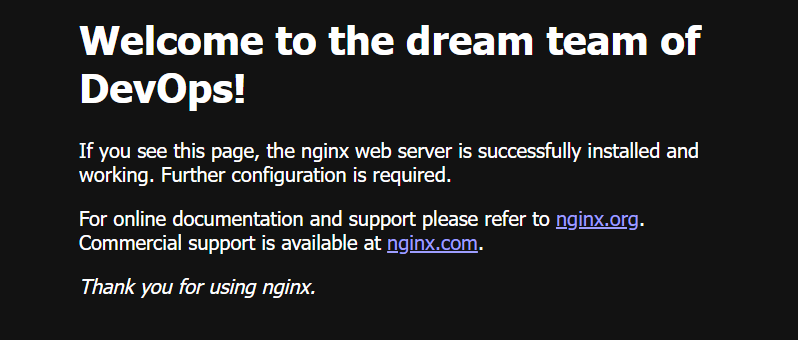 Welcome to the dream team of
DevOps!
If you see this page, the nginx web server is successfully installed and
working. Further configuration is required.
For online documentation and support please refer to nginx.org.
Commercial support is available at nginx.com.
Thank you for using nginx.